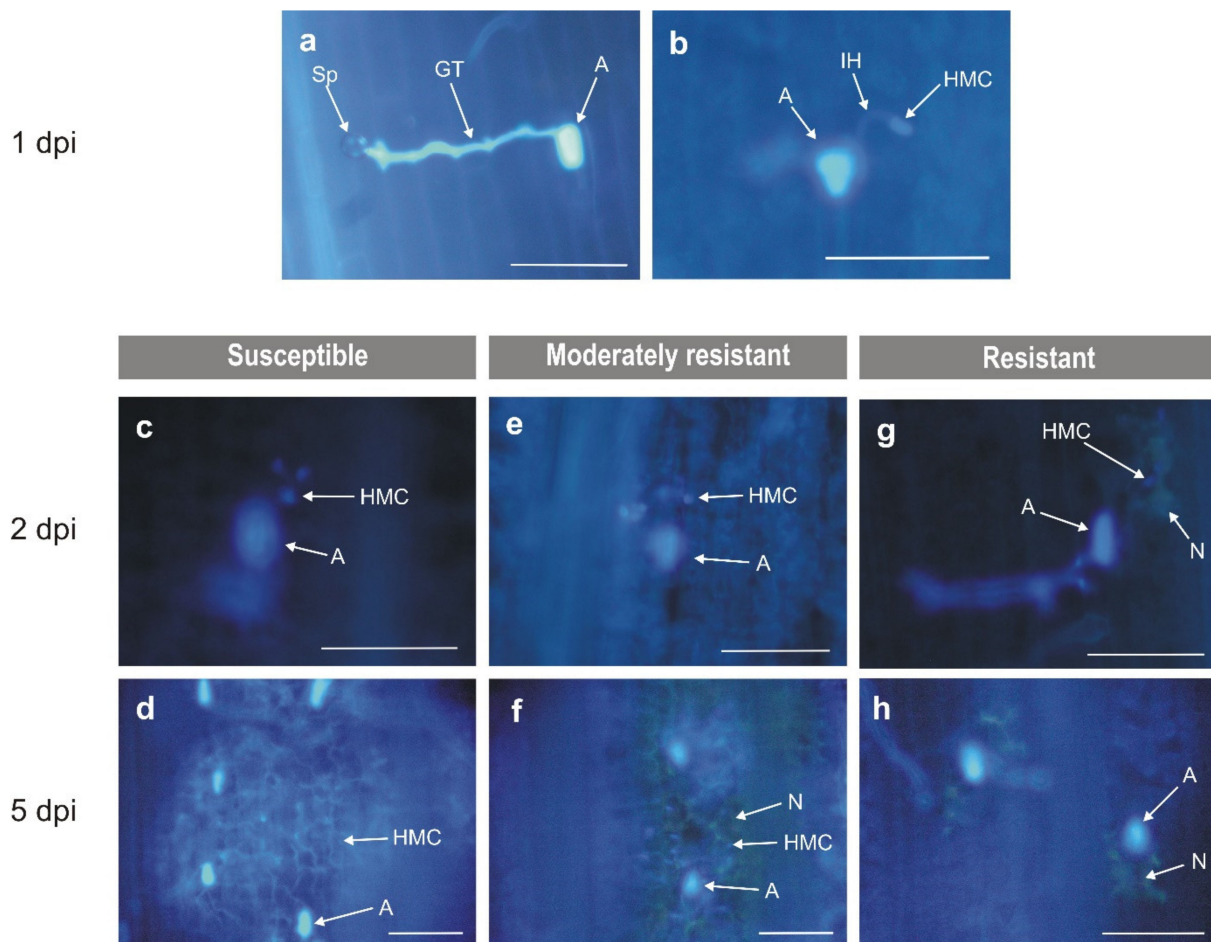 a
Sp
GT
A
b
A
IH
HMC
1 dpi
Susceptible
Moderately resistant
Resistant
2 dpi
c
HMC
A
e
HMC
A
g
HMC
A
N
5 dpi
d
HMC
A
f
N
HMC
A
h
A
N